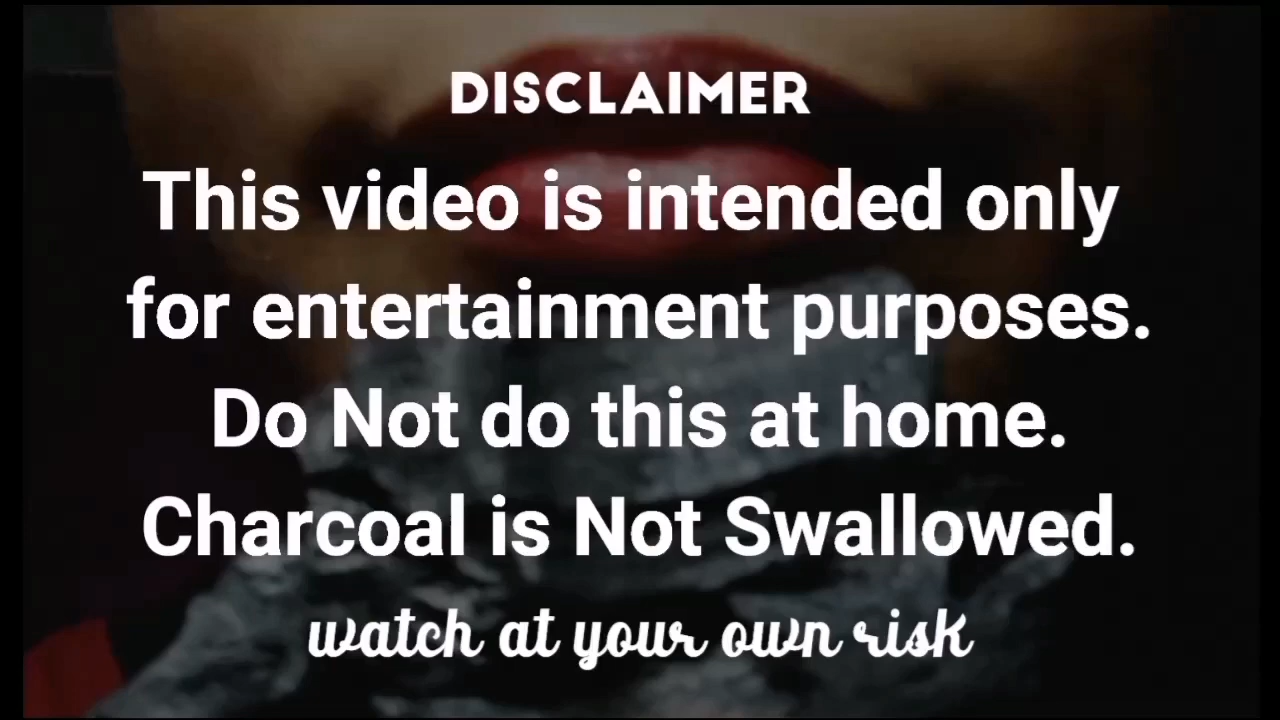 DISCLAIMER
This video is intended only
for entertainment purposes.
Do Not do this at home.
Charcoal is Not Swallowed.
watch at your own risk